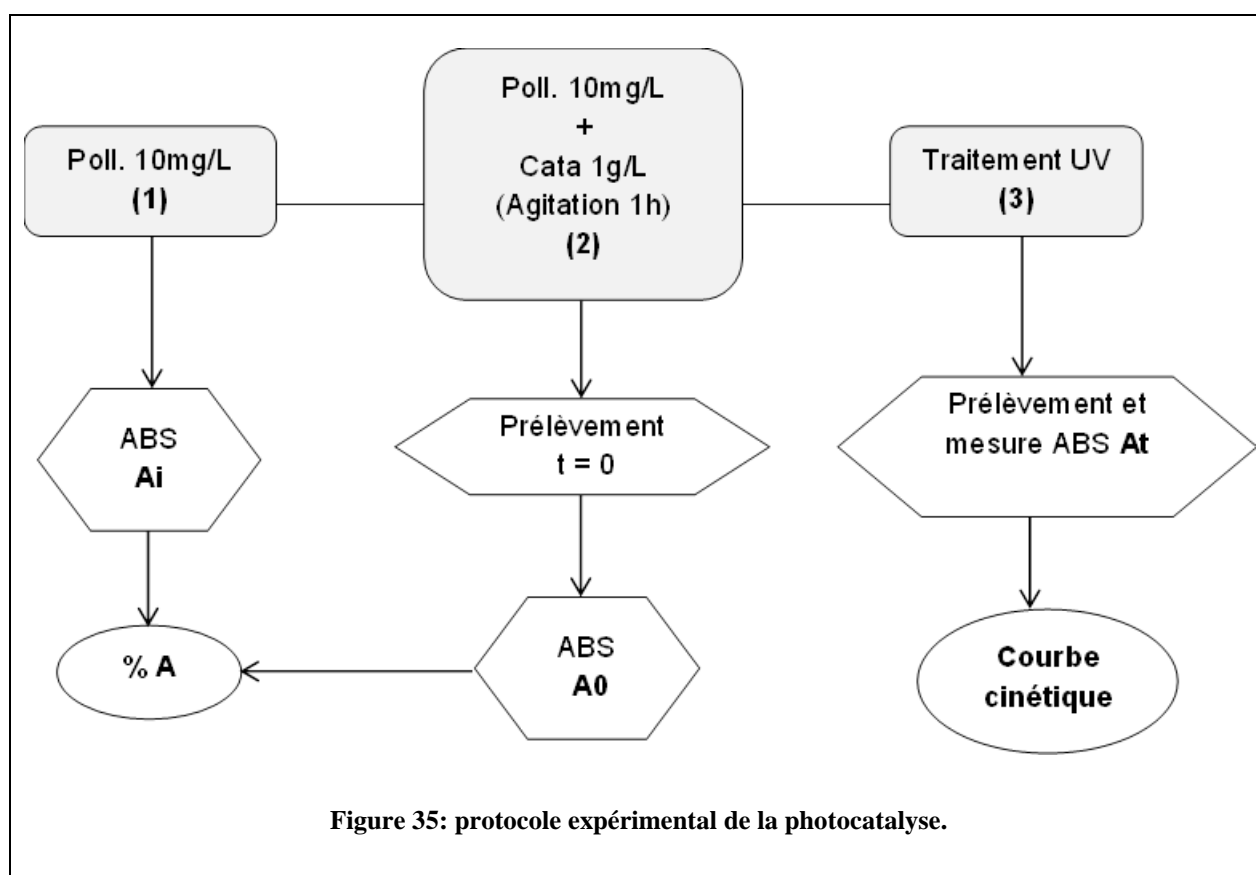 Poll. 10mg/L
(1)
Poll. 10mg/L
+
Cata 1g/L
(Agitation 1h)
(2)
Traitement UV
(3)
ABS
Ai
Prélèvement
t = 0
Prélèvement et
mesure ABS At
% A
ABS
A0
Courbe
cinétique
Figure 35: protocole expérimental de la photocatalyse.